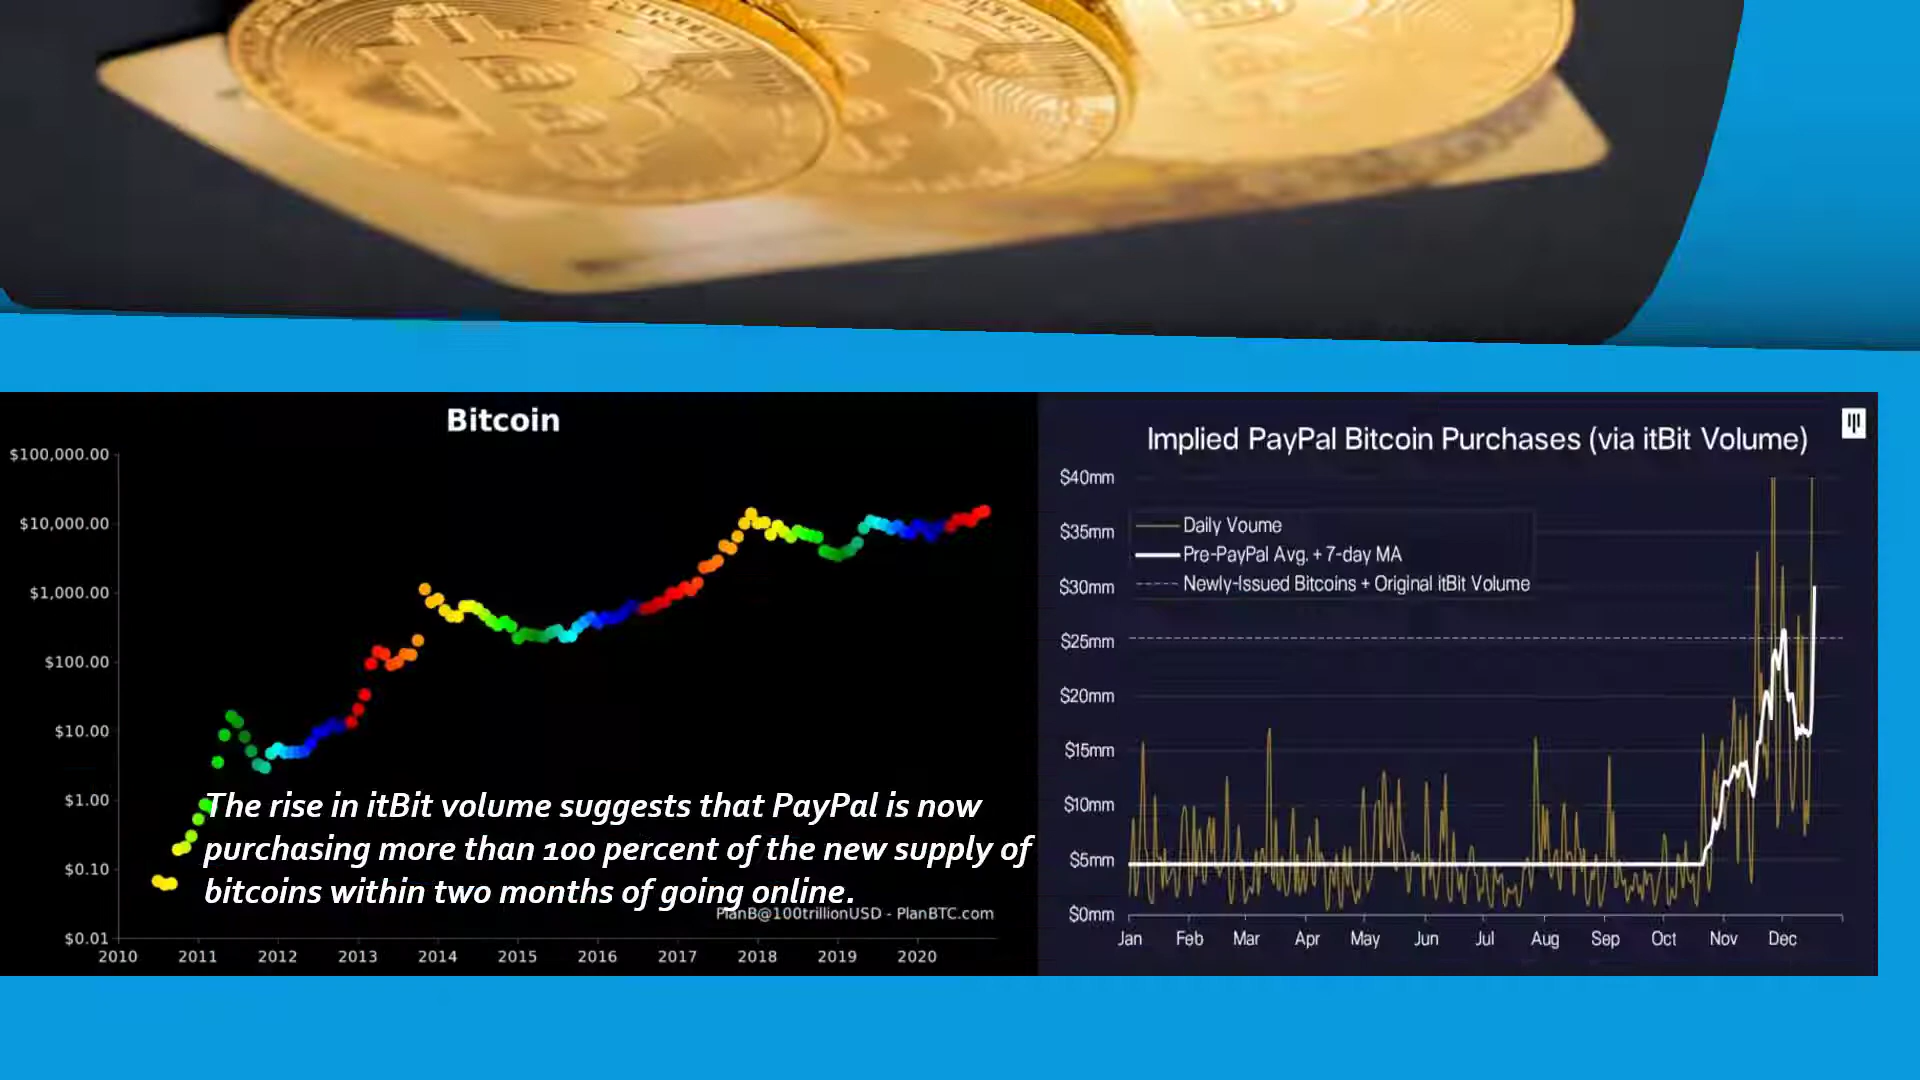 Bitcoin
$100,000.00
$10,000.00
$1,000.00
$100.00
$10.00
$1.00
$0.10
$0.01
2010 2011 2012 2013 2014 2015 2016 2017 2018 2019 2020
The rise in itBit volume suggests that PayPal is now
purchasing more than 100 percent of the new supply of
bitcoins within two months of going online.
PlanB@100trillionUSD - PlanBTC.com
Implied PayPal Bitcoin Purchases (via itBit Volume)
$40mm
$35mm
$30mm
$25mm
$20mm
$15mm
$10mm
$5mm
$0mm
Daily Voume
Pre-PayPal Avg. + 7-day MA
Newly-Issued Bitcoins + Original itBit Volume
Jan Feb Mar Apr May Jun Jul Aug Sep Oct Nov Dec